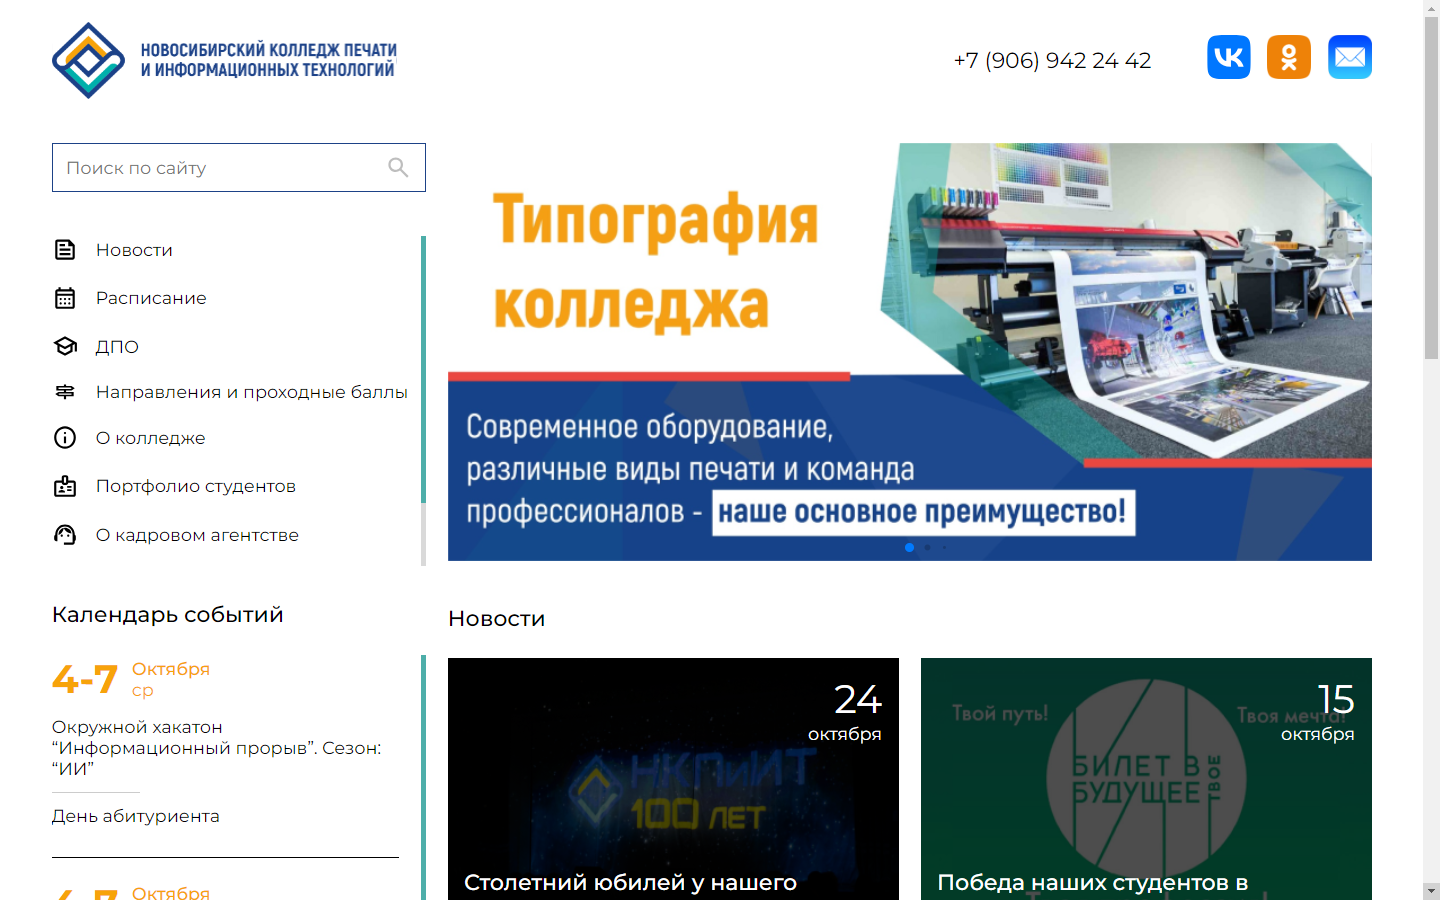 НОВОСИБИРСКИЙ КОЛЛЕДЖ ПЕЧАТИ
И ИНФОРМАЦИОННЫХ ТЕХНОЛОГИЙ
+7 (906) 942 24 42
Поиск по сайту
Новости
Расписание
ДПО
Направления и проходные баллы
О колледже
Портфолио студентов
О кадровом агентстве
Типография
колледжа
Современное оборудование,
различные виды печати и команда
профессионалов - наше основное преимущество!
Календарь событий
4-7 Октября
ср
Окружной хакатон
“Информационный прорыв”. Сезон:
“ИИ”
День абитуриента
4-7 Октября
Новости
24
октября
НКПиИТ
100 ЛЕТ
Столетний юбилей у нашего
15
октября
Твой путь!
Твоя мечта!
БИЛЕТ В
БУДУЩЕЕ
ТВОЕ
Победа наших студентов в